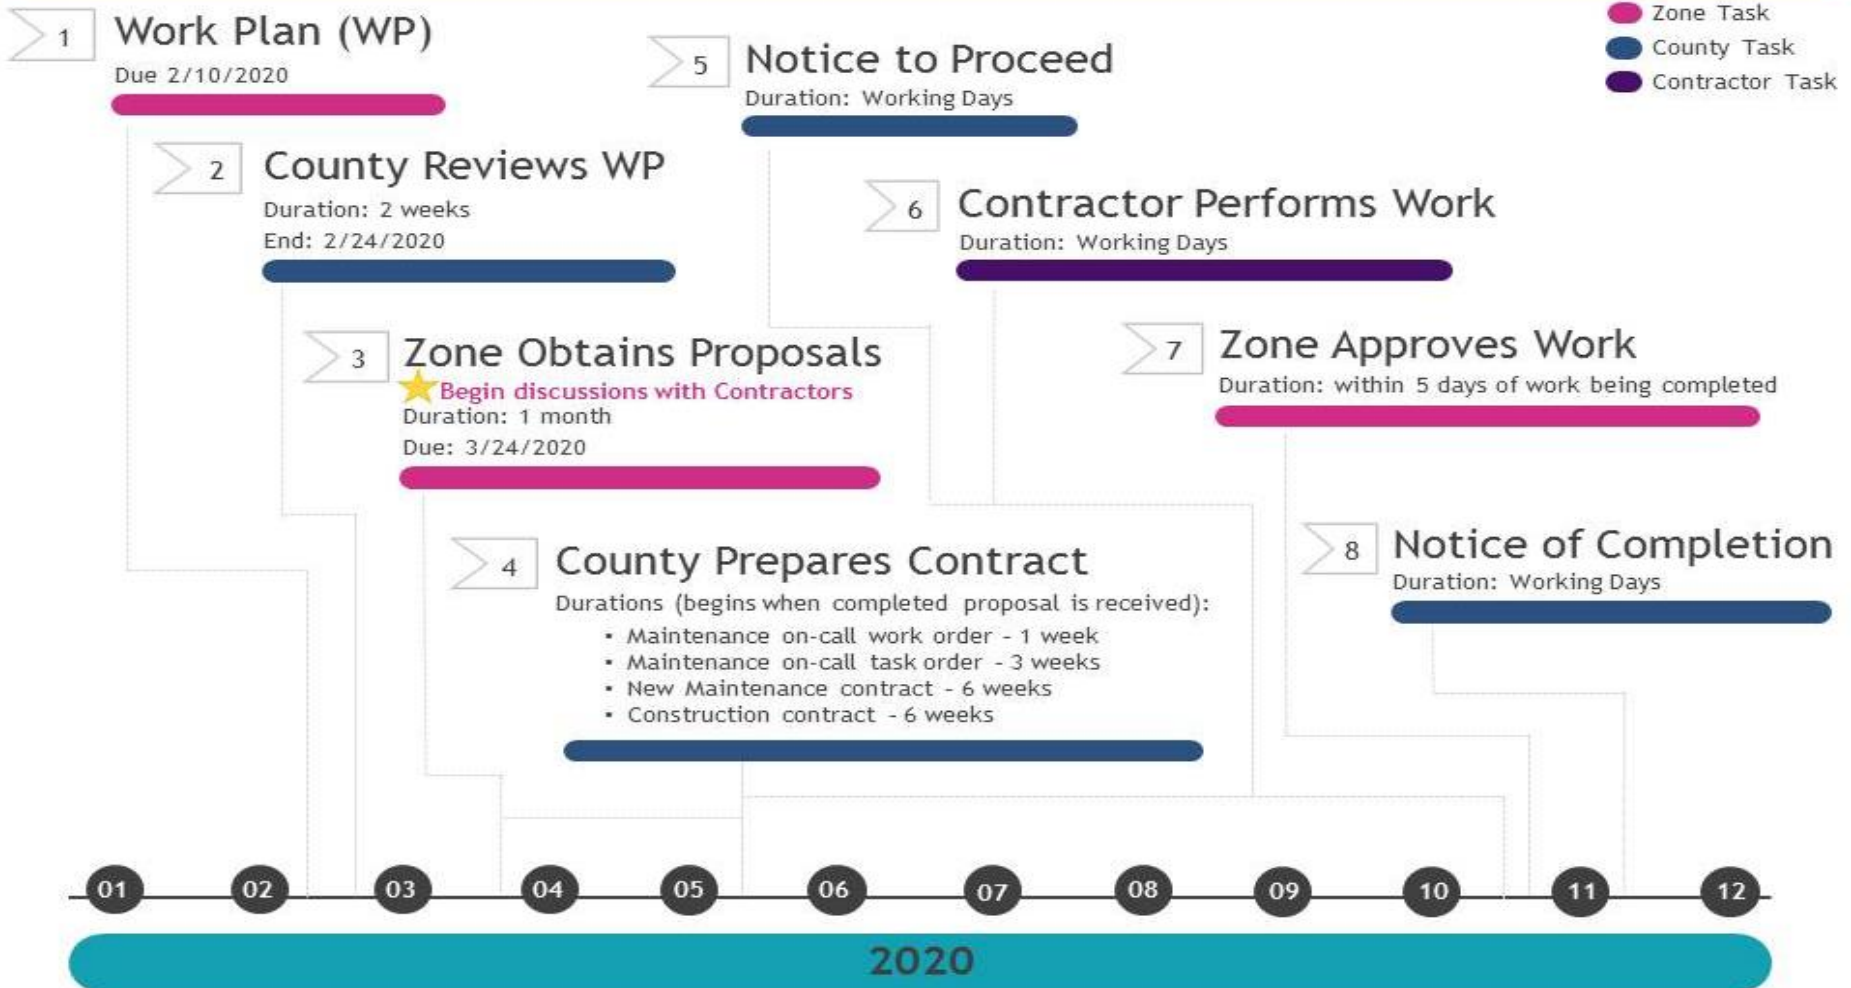 1
Work Plan (WP)
Due 2/10/2020
2
County Reviews WP
Duration: 2 weeks
End: 2/24/2020
3
Zone Obtains Proposals
Begin discussions with Contractors
Duration: 1 month
Due: 3/24/2020
4
County Prepares Contract
Durations (begins when completed proposal is received):
▪ Maintenance on-call work order - 1 week
▪ Maintenance on-call task order - 3 weeks
▪ New Maintenance contract - 6 weeks
▪ Construction contract - 6 weeks
5
Notice to Proceed
Duration: Working Days
6
Contractor Performs Work
Duration: Working Days
7
Zone Approves Work
Duration: within 5 days of work being completed
8
Notice of Completion
Duration: Working Days
Zone Task
County Task
Contractor Task
01 02 03 04 05 06 07 08 09 10 11 12
2020